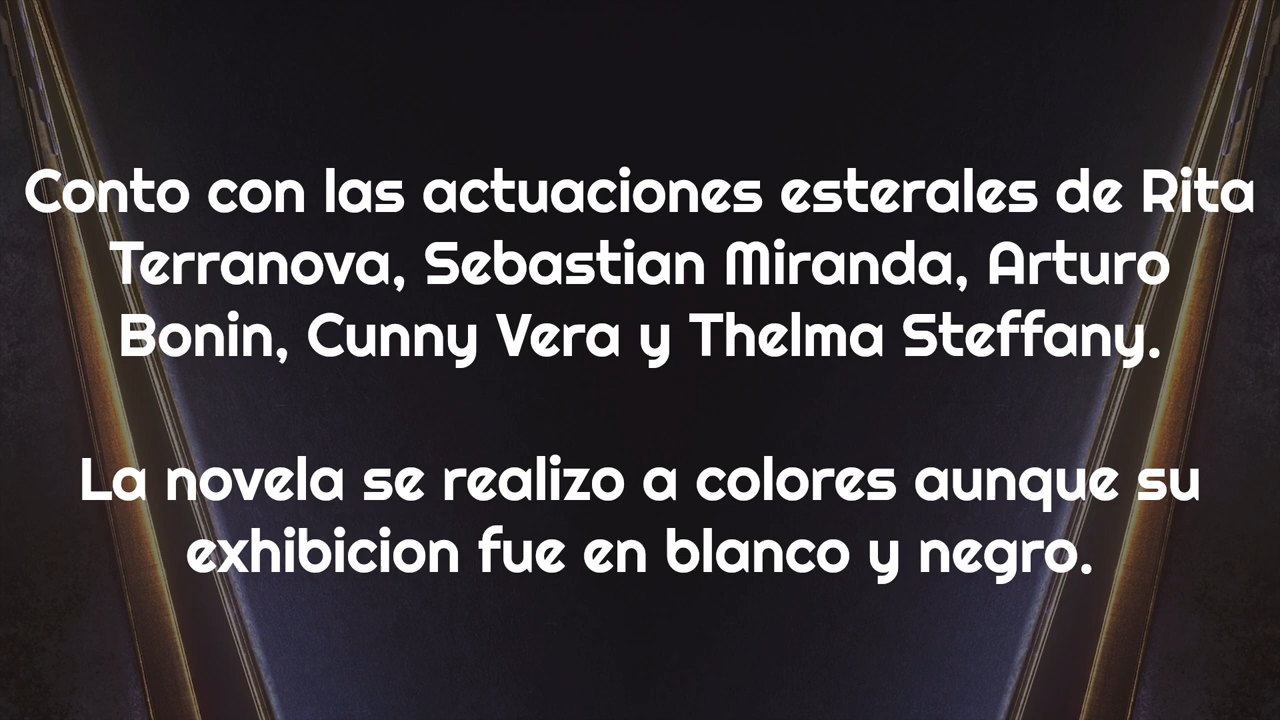 Conto con las actuaciones esterales de Rita
Terranova, Sebastian Miranda, Arturo
Bonin, Cunny Vera y Thelma Steffany.
La novela se realizo a colores aunque su
exhibicion fue en blanco y negro.